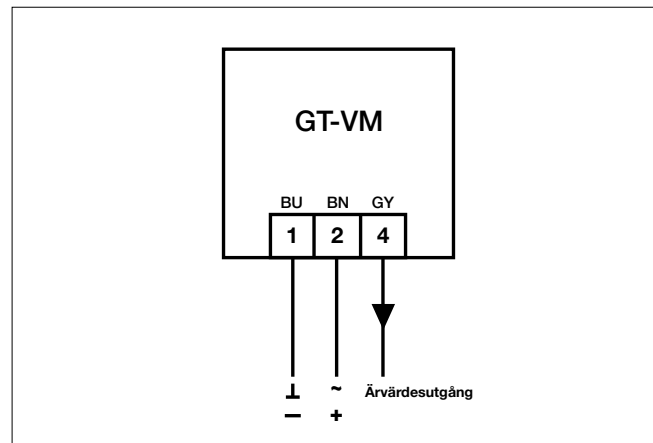 GT-VM
BU BN GY
1 2 4
⊥ ~ Ärvärdesutgång
− +